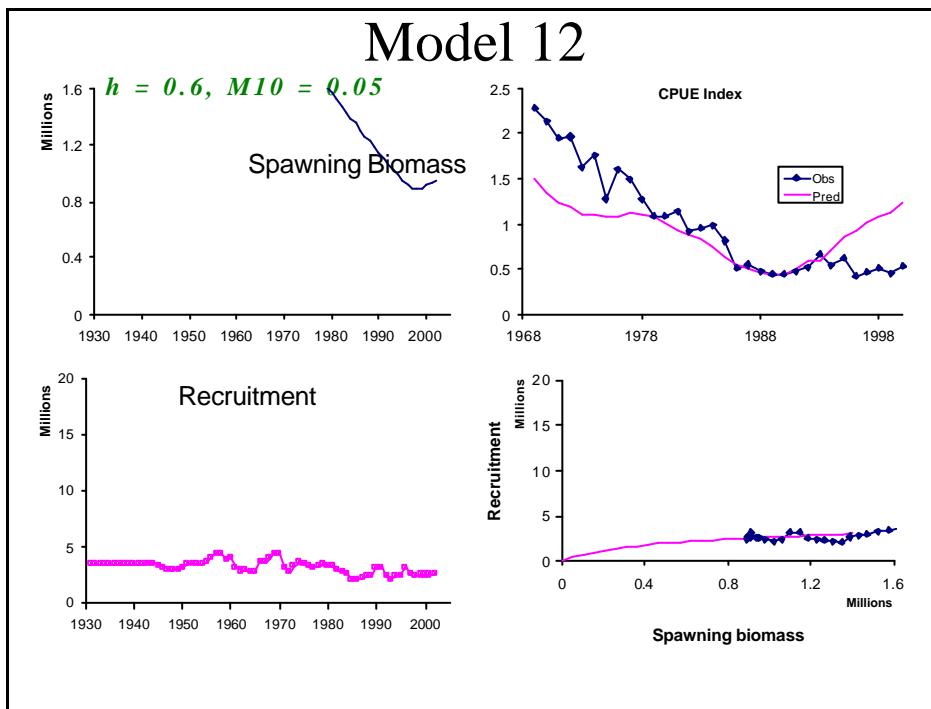 Model 12
h = 0.6, M10 = 0.05
Millions
1.6
1.2
0.8
0.4
0
Spawning Biomass
1930 1940 1950 1960 1970 1980 1990 2000
CPUE Index
2.5
2
1.5
1
0.5
0
Obs
Pred
1968 1978 1988 1998
Recruitment
Millions
20
15
10
5
0
1930 1940 1950 1960 1970 1980 1990 2000
Recruitment
Millions
20
15
10
5
0
0 0.4 0.8 1.2 1.6
Millions
Spawning biomass